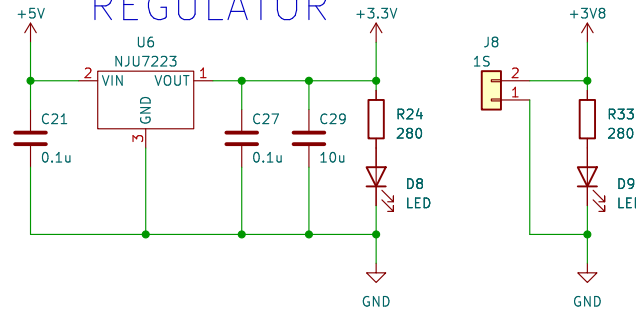 REGULATOR
+5V
+3.3V
+3V8
U6
NJU7223
J8
1S
2
VIN
VOUT
1
GND
3
2
1
C21
0.1u
C27
0.1u
C29
10u
R24
280
R33
280
D8
LED
D9
LED
GND
GND